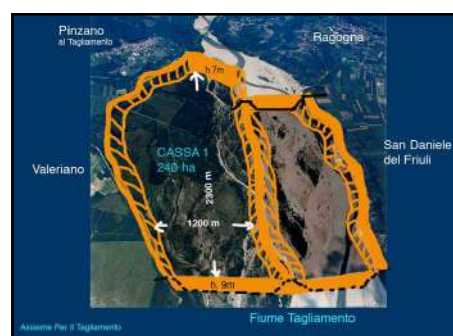 Pinzano
al Tagliamento
Ragogna
h 7m
CASSA 1
240 ha
Valeriano
San Daniele
del Friuli
2300 m
1200 m
h. 9m
Fiume Tagliamento
Assieme Per Il Tagliamento